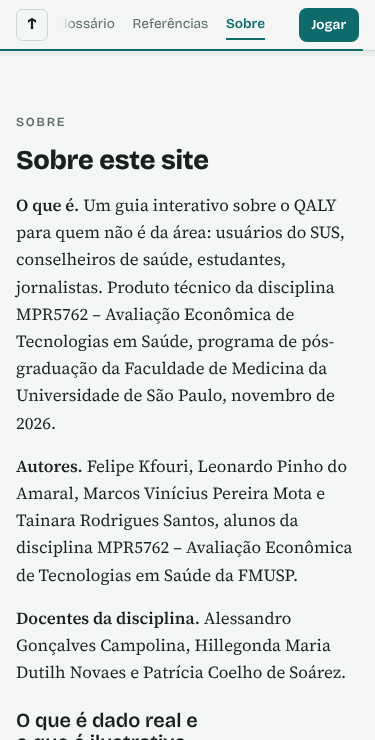 ↑ lossário Referências Sobre Jogar
SOBRE
Sobre este site
O que é. Um guia interativo sobre o QALY
para quem não é da área: usuários do SUS,
conselheiros de saúde, estudantes,
jornalistas. Produto técnico da disciplina
MPR5762 – Avaliação Econômica de
Tecnologias em Saúde, programa de pós-
graduação da Faculdade de Medicina da
Universidade de São Paulo, novembro de
2026.
Autores. Felipe Kfouri, Leonardo Pinho do
Amaral, Marcos Vinícius Pereira Mota e
Tainara Rodrigues Santos, alunos da
disciplina MPR5762 – Avaliação Econômica
de Tecnologias em Saúde da FMUSP.
Docentes da disciplina. Alessandro
Gonçalves Campolina, Hillegonda Maria
Dutilh Novaes e Patrícia Coelho de Soárez.
O que é dado real e
o que é ilustrativo